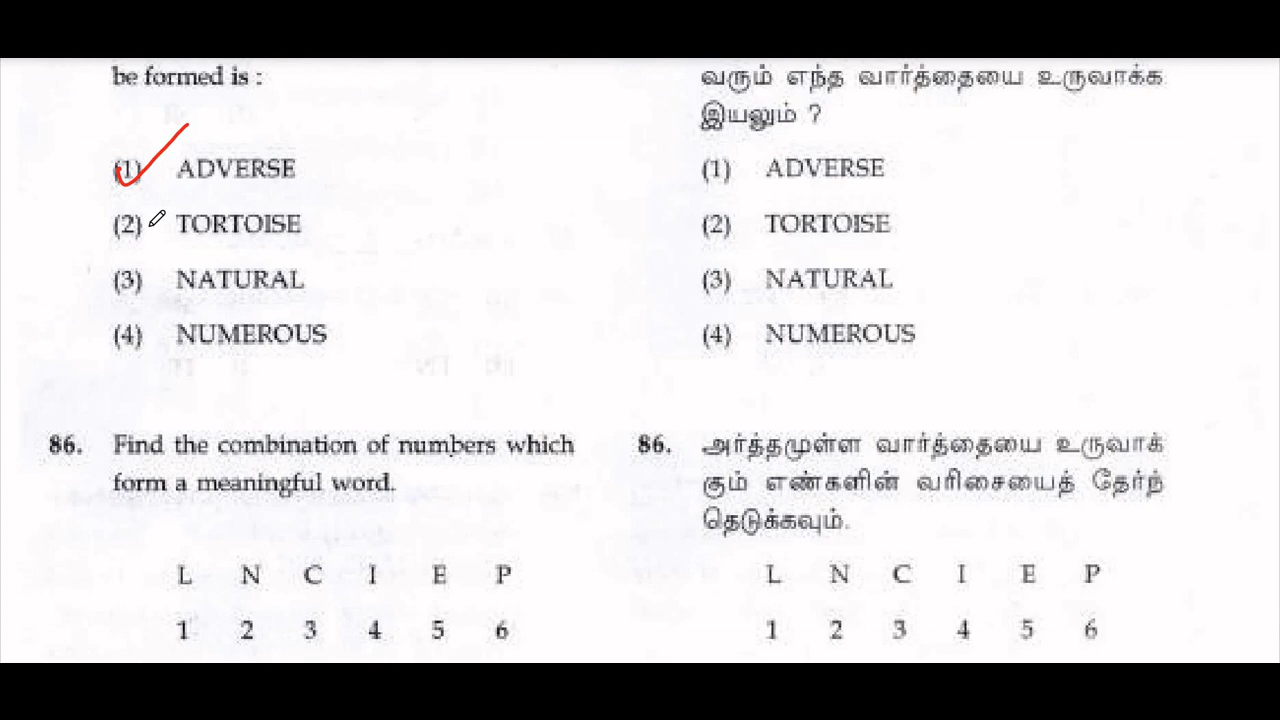 be formed is :
(1) ADVERSE
(2) TORTOISE
(3) NATURAL
(4) NUMEROUS
86. Find the combination of numbers which
form a meaningful word.
L N C I E P
1 2 3 4 5 6
வரும் எந்த வார்த்தையை உருவாக்க
இயலும் ?
(1) ADVERSE
(2) TORTOISE
(3) NATURAL
(4) NUMEROUS
86. அர்த்தமுள்ள வார்த்தையை உருவாக்
கும் எண்களின் வரிசையைத் தேர்ந்
தெடுக்கவும்.
L N C I E P
1 2 3 4 5 6